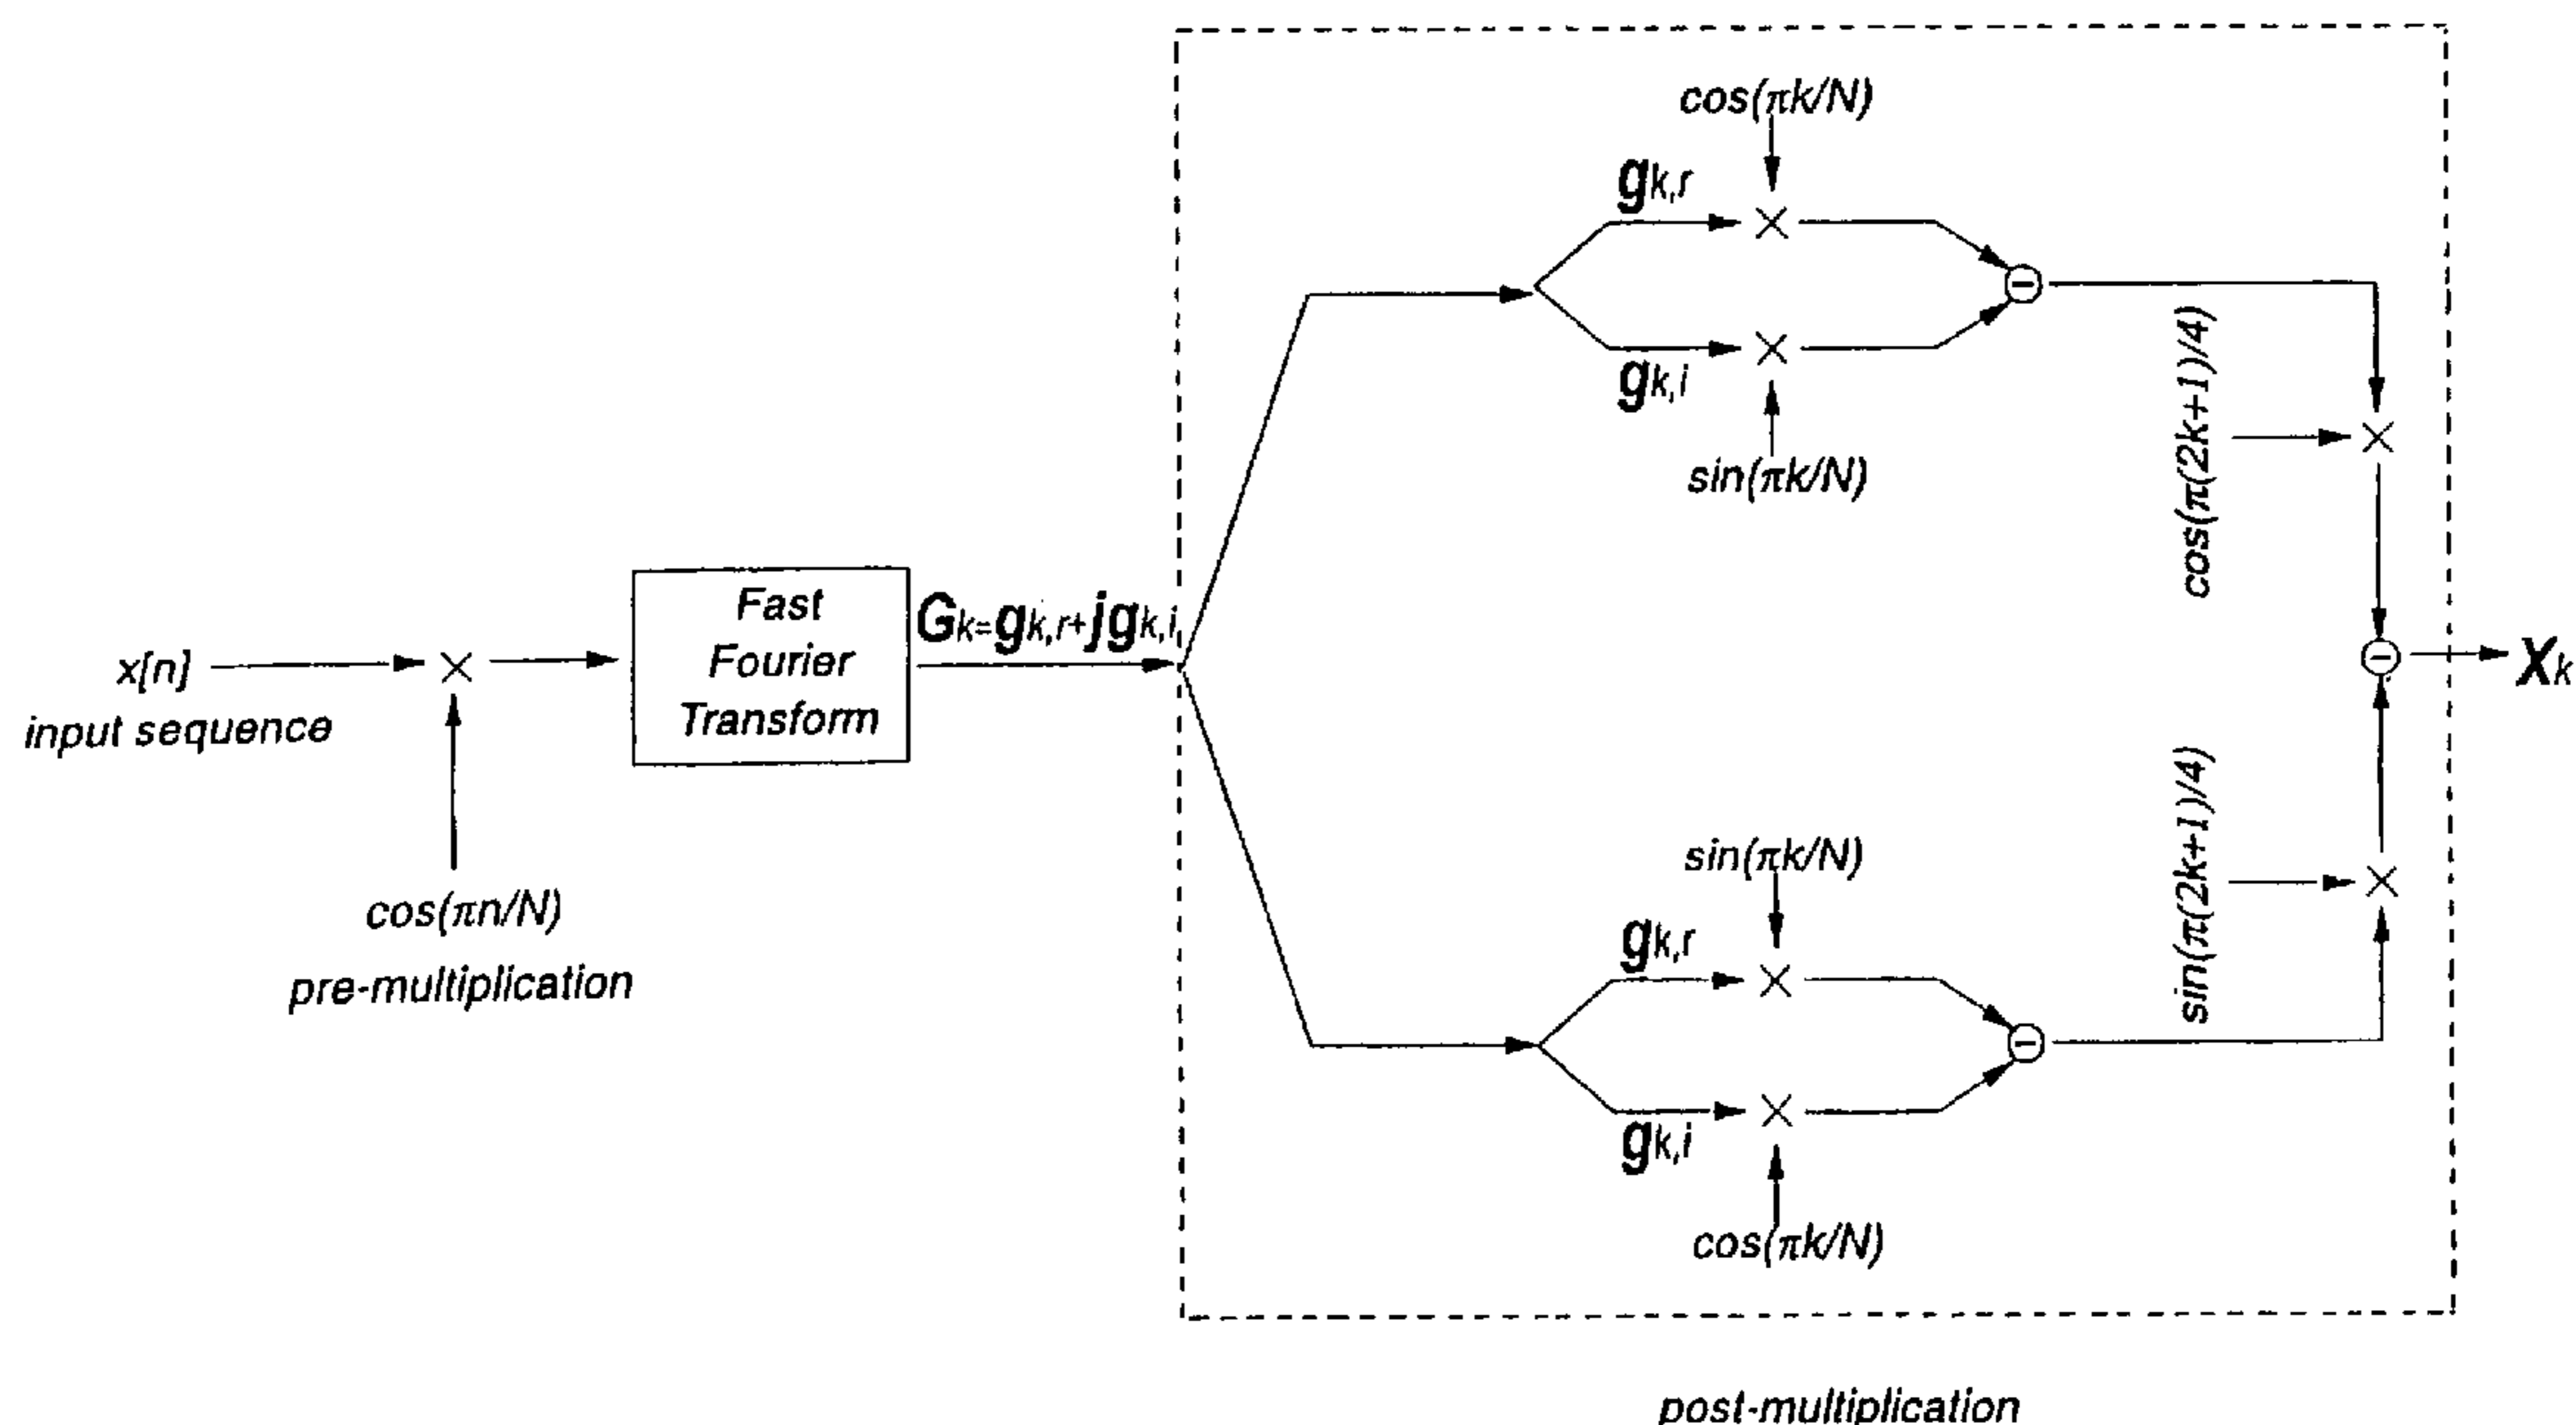 cos(πk/N)
gk,r
×
gk,i
×
sin(πk/N)
cos(π(2k+1)/4)
×
Fast
Fourier
Transform
Gk=gk,r+jgk,i
x[n]
×
input sequence
Xk
cos(πn/N)
pre-multiplication
sin(πk/N)
gk,r
×
gk,i
×
cos(πk/N)
sin(π(2k+1)/4)
×
post-multiplication